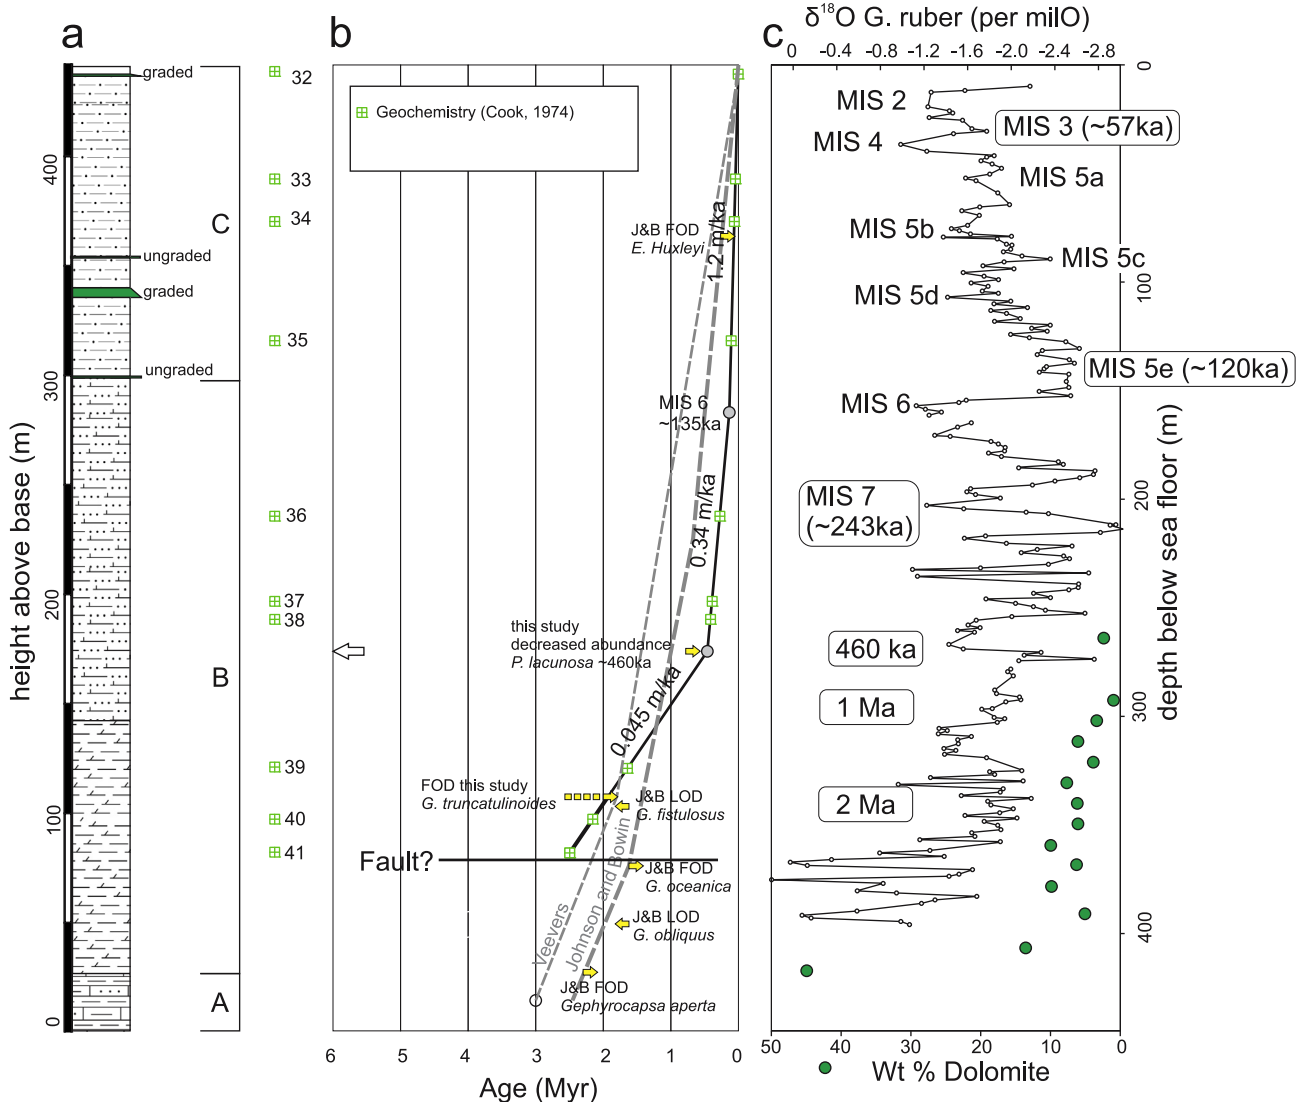 a
graded
ungraded
graded
ungraded
C
B
A
height above base (m)
400
300
200
100
0
32
33
34
35
36
37
38
39
40
41
b
Geochemistry (Cook, 1974)
J&B FOD
E. Huxleyi
1.2 m/ka
MIS 6
~135ka
0.34 m/ka
this study
decreased abundance
P. lacunosa ~460ka
0.045 m/ka
FOD this study
G. truncatulinoides
J&B LOD
G. fistulosus
Fault?
J&B FOD
G. oceanica
J&B LOD
G. obliquus
J&B FOD
Gephyrocapsa aperta
Veevers
Johnson and Bowin
6 5 4 3 2 1 0
Age (Myr)
c
δ18O G. ruber (per milO)
0 -0.4 -0.8 -1.2 -1.6 -2.0 -2.4 -2.8
MIS 2
MIS 3 (~57ka)
MIS 4
MIS 5a
MIS 5b
MIS 5c
MIS 5d
MIS 5e (~120ka)
MIS 6
MIS 7
(~243ka)
460 ka
1 Ma
2 Ma
0
100
200
300
400
depth below sea floor (m)
50 40 30 20 10 0
Wt % Dolomite